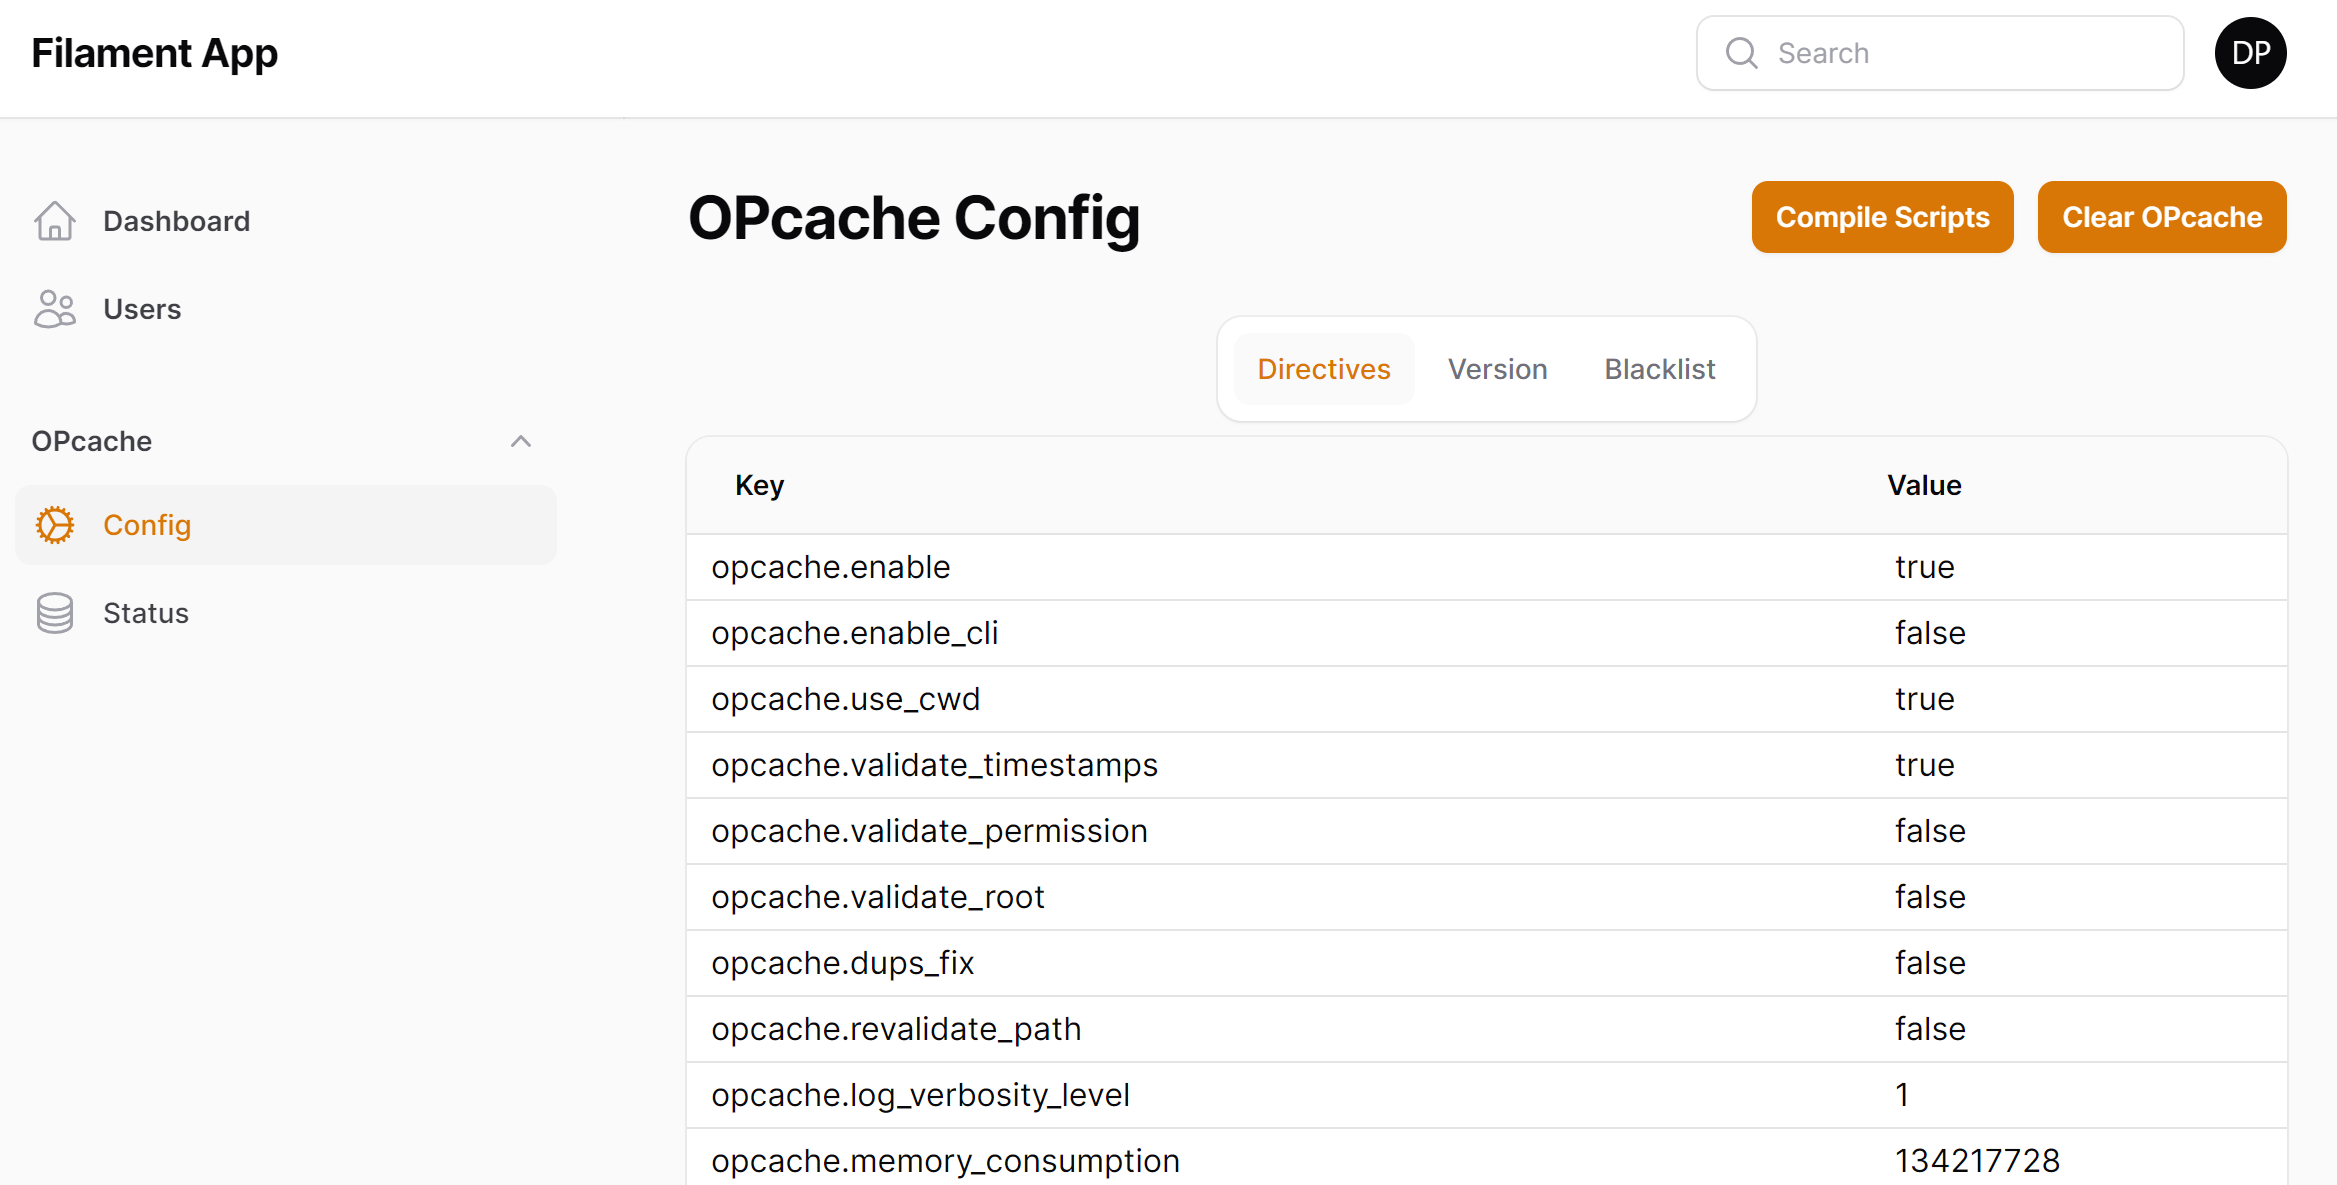 Filament App
Search
DP
Dashboard
Users
OPcache
Config
Status
OPcache Config
Compile Scripts
Clear OPcache
Directives
Version
Blacklist
Key Value
opcache.enable true
opcache.enable_cli false
opcache.use_cwd true
opcache.validate_timestamps true
opcache.validate_permission false
opcache.validate_root false
opcache.dups_fix false
opcache.revalidate_path false
opcache.log_verbosity_level 1
opcache.memory_consumption 134217728